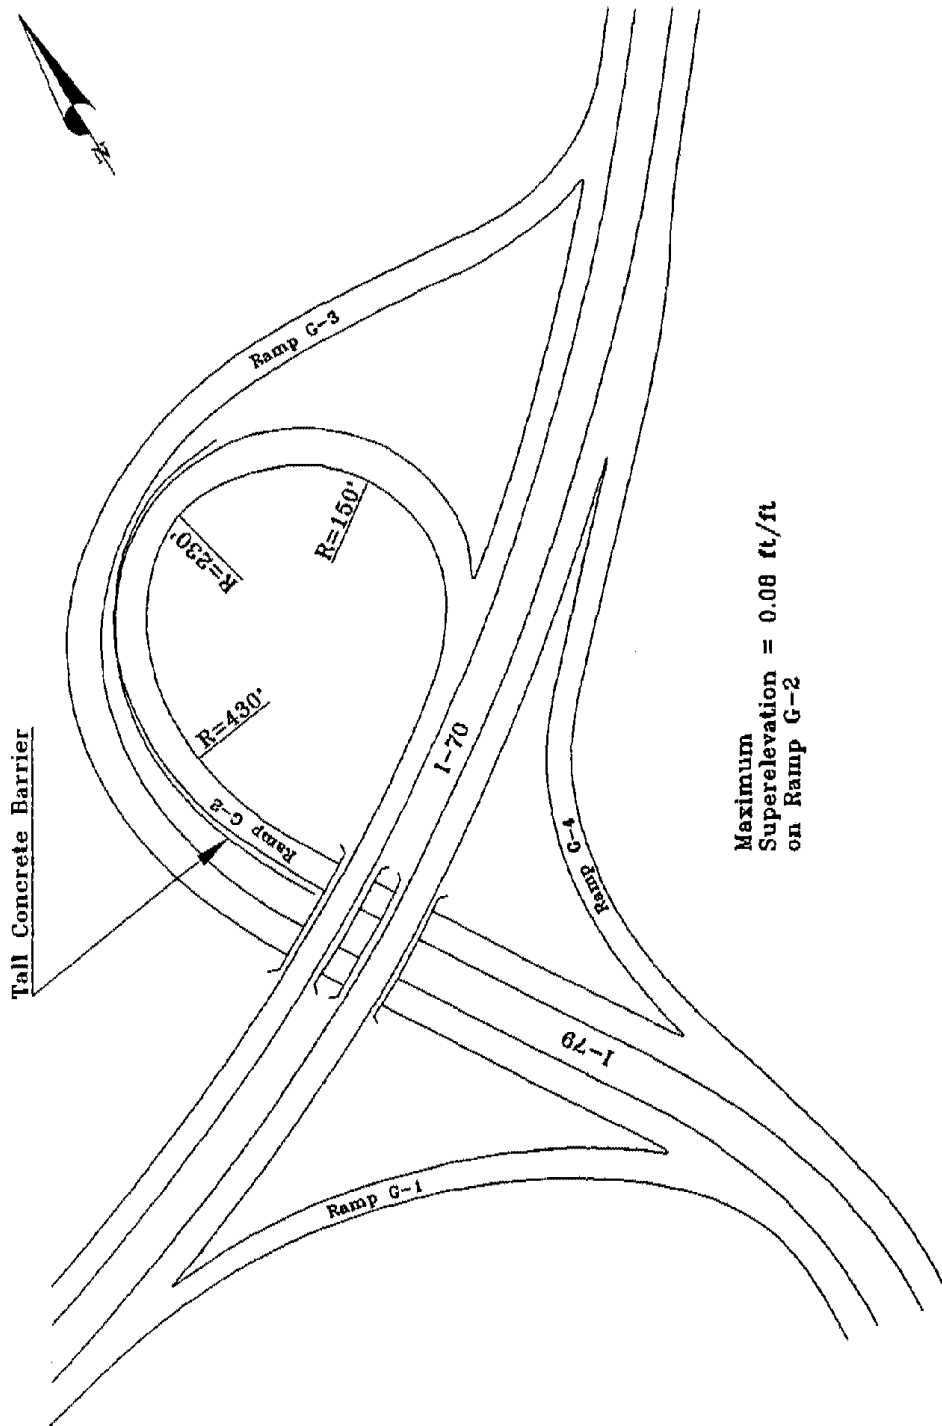 N
Ramp G-3
R=150'
R=230'
R=430'
Tall Concrete Barrier
Ramp G-2
I-70
Ramp G-4
Maximum
Superelevation = 0.08 ft/ft
on Ramp G-2
I-79
Ramp G-1